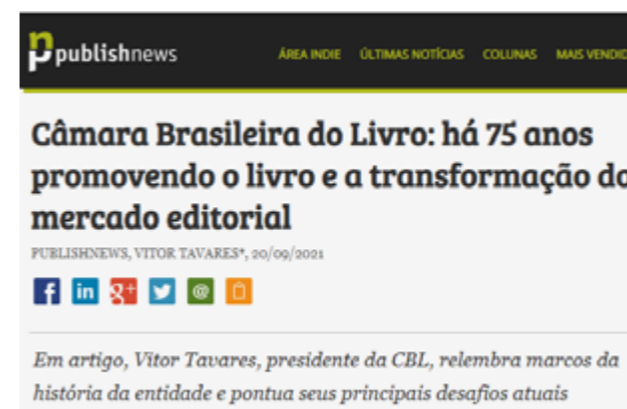 publishnews
ÁREA INDIE ÚLTIMAS NOTÍCIAS COLUNAS MAIS VENDID
Câmara Brasileira do Livro: há 75 anos
promovendo o livro e a transformação do
mercado editorial
PUBLISHNEWS, VITOR TAVARES*, 20/09/2021
f in g+ @
Em artigo, Vitor Tavares, presidente da CBL, relembra marcos da
história da entidade e pontua seus principais desafios atuais